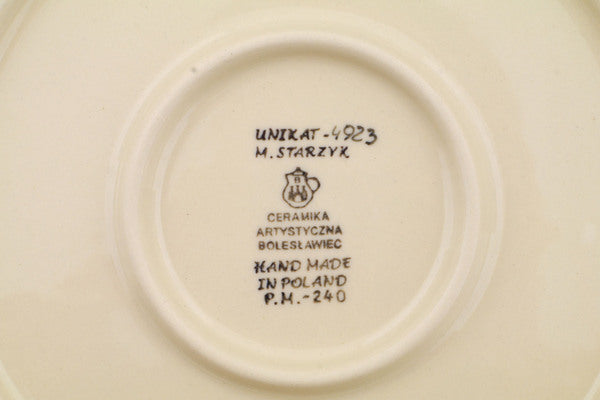 UNIKAT-4923
M.STARZYK
B
CERAMIKA
ARTYSTYCZNA
BOLESŁAWIEC
HAND MADE
IN POLAND
P.M.-240